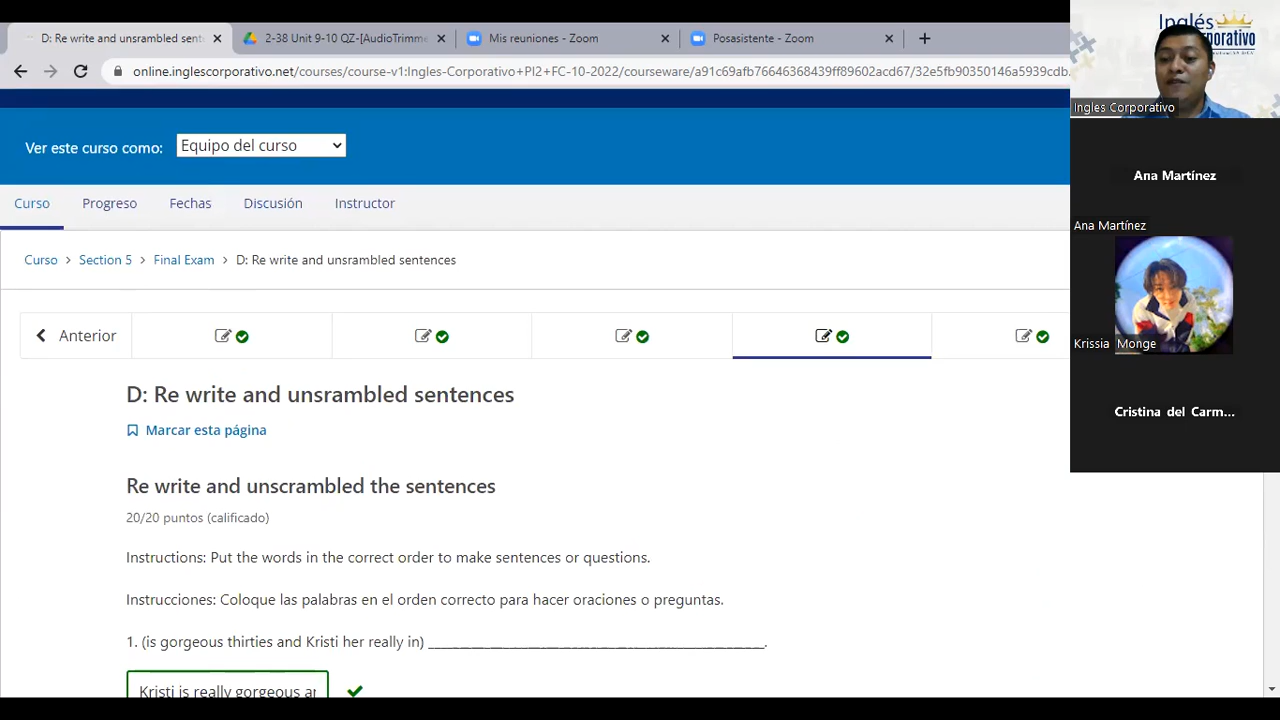 D: Re write and unsrambled sent
2-38 Unit 9-10 QZ-[AudioTrimme
Mis reuniones - Zoom
Posasistente - Zoom
online.inglescorporativo.net/courses/course-v1:Ingles-Corporativo+PI2+FC-10-2022/courseware/a91c69afb76646368439ff89602acd67/32e5fb90350146a5939cdb
Inglés
Ingles Corporativo
Ver este curso como:
Equipo del curso
Ana Martínez
Ana Martínez
Curso
Progreso
Fechas
Discusión
Instructor
Curso > Section 5 > Final Exam > D: Re write and unsrambled sentences
Anterior
Krissia Monge
D: Re write and unsrambled sentences
Cristina del Carm...
Marcar esta página
Re write and unscrambled the sentences
20/20 puntos (calificado)
Instructions: Put the words in the correct order to make sentences or questions.
Instrucciones: Coloque las palabras en el orden correcto para hacer oraciones o preguntas.
1. (is gorgeous thirties and Kristi her really in) ______________________________________________.
Kristi is really gorgeous ar